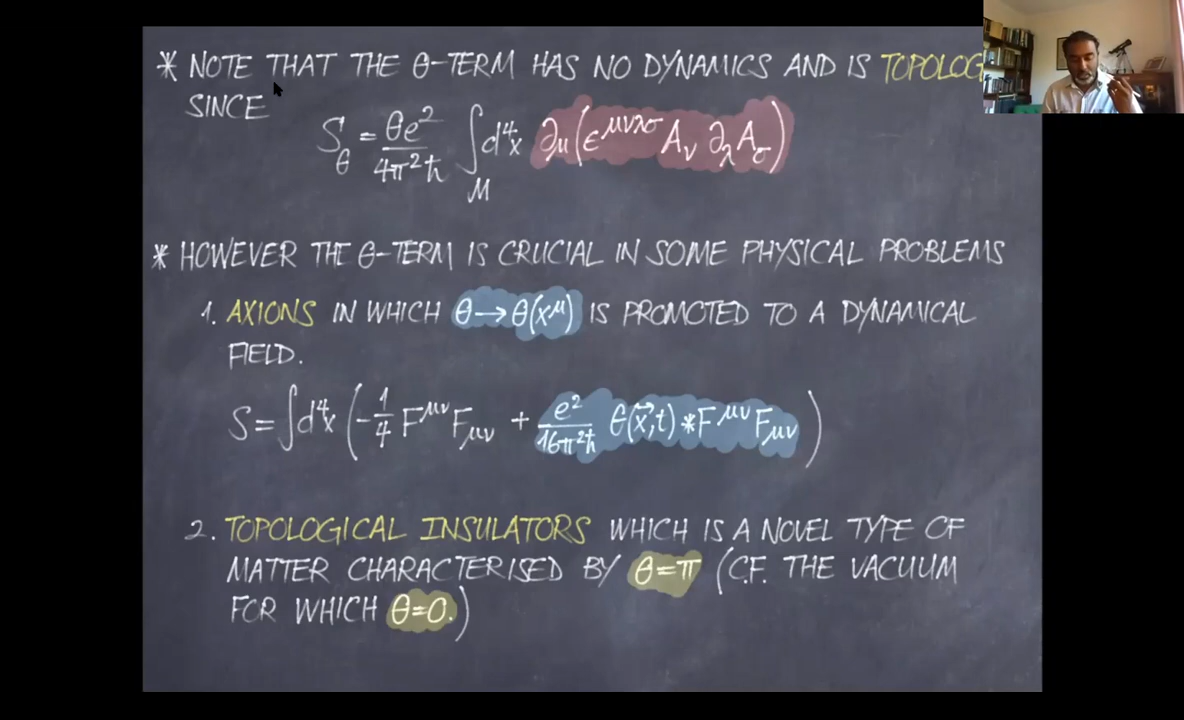 * NOTE THAT THE θ-TERM HAS NO DYNAMICS AND IS TOPOLOG
SINCE
S_θ = θe²/4π²ħ ∫_M d⁴x ∂_μ(ε^{μνλσ} A_ν ∂_λ A_σ)
* HOWEVER THE θ-TERM IS CRUCIAL IN SOME PHYSICAL PROBLEMS
1. AXIONS IN WHICH θ→θ(x^μ) IS PROMOTED TO A DYNAMICAL
FIELD.
S = ∫d⁴x (-1/4 F^{μν} F_{μν} + e²/16π²ħ θ(x⃗,t) *F^{μν} F_{μν})
2. TOPOLOGICAL INSULATORS WHICH IS A NOVEL TYPE OF
MATTER CHARACTERISED BY θ=π (C.F. THE VACUUM
FOR WHICH θ=0.)